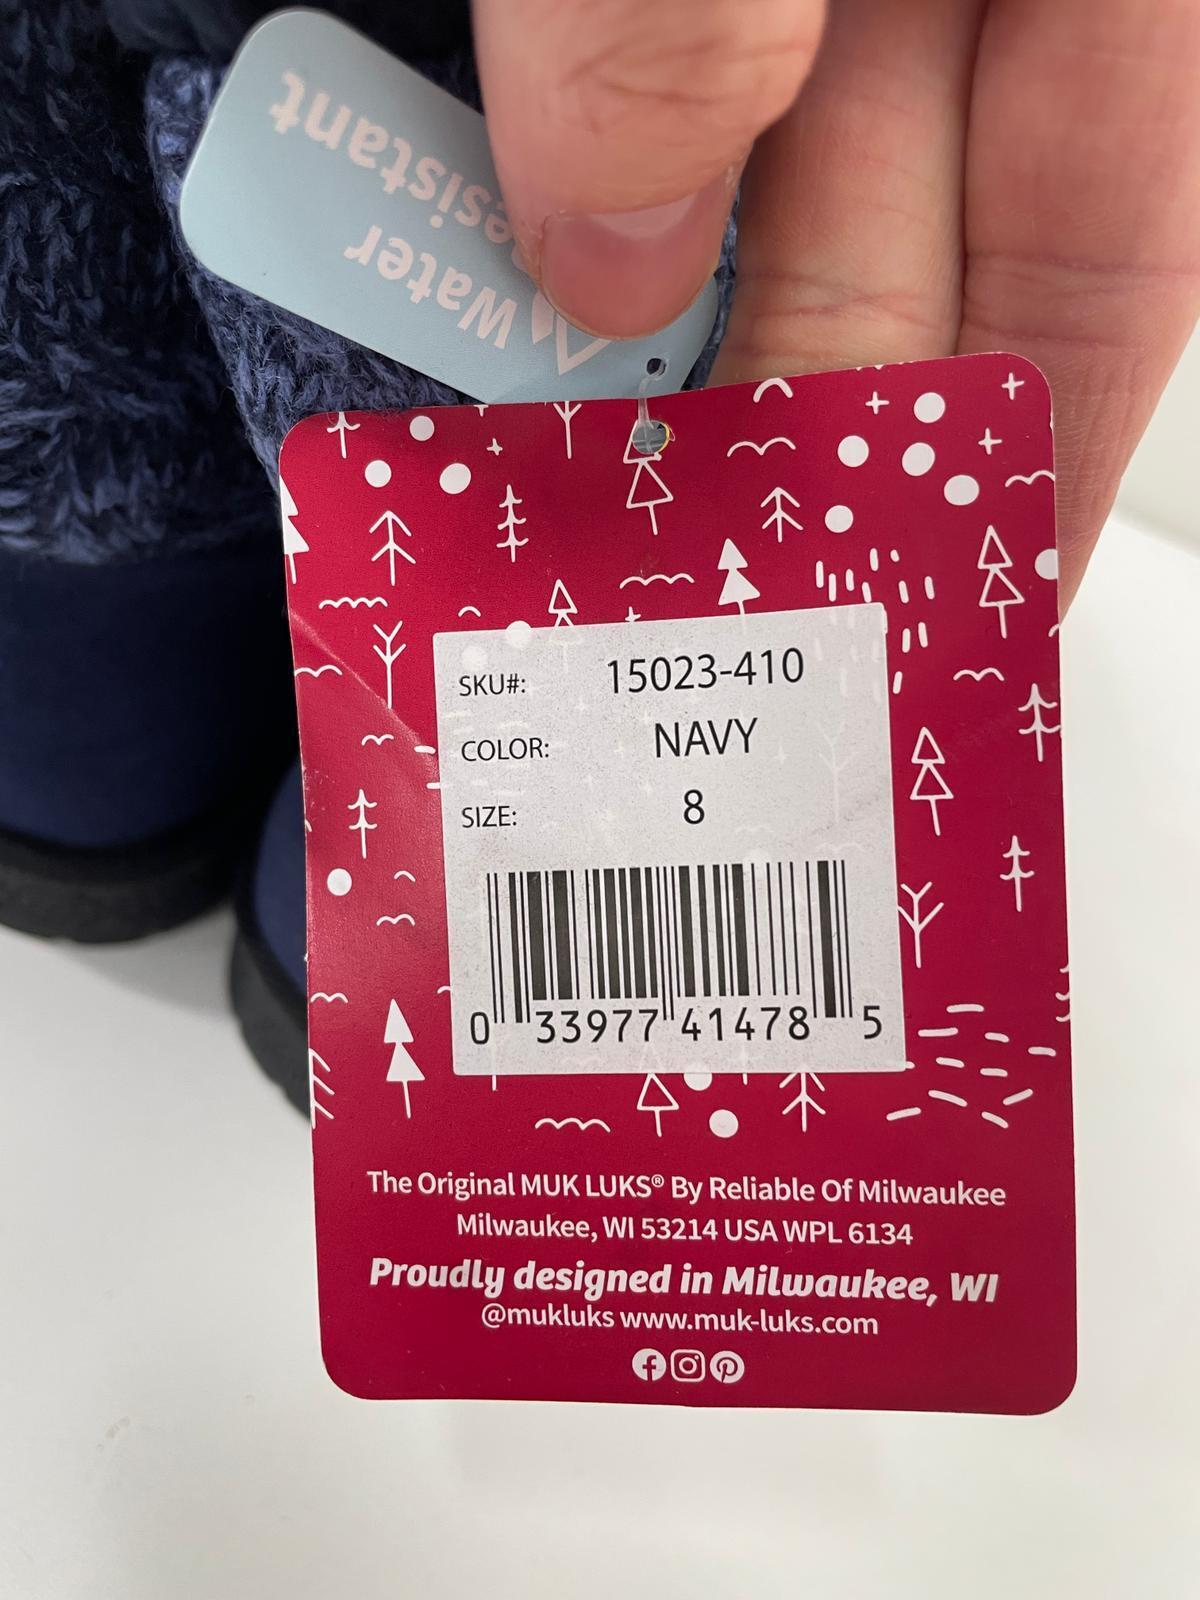 Water
Resistant
SKU#: 15023-410
COLOR: NAVY
SIZE: 8
0 33977 41478 5
The Original MUK LUKS® By Reliable Of Milwaukee
Milwaukee, WI 53214 USA WPL 6134
Proudly designed in Milwaukee, WI
@mukluks www.muk-luks.com